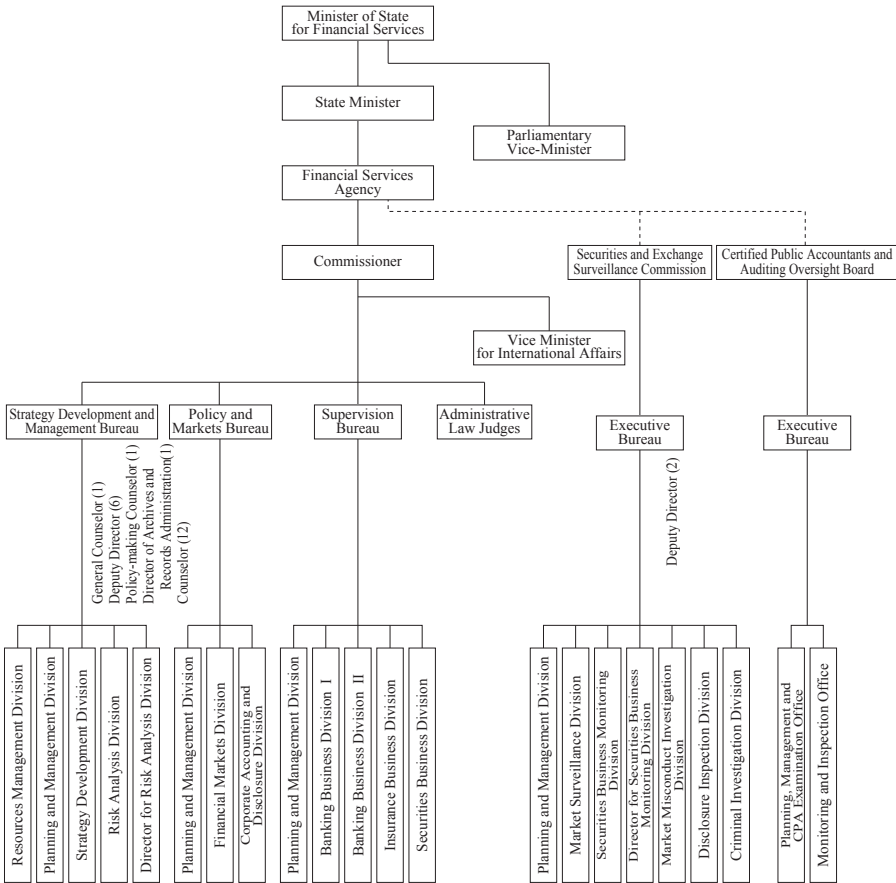 Minister of State
for Financial Services
State Minister
Parliamentary
Vice-Minister
Financial Services
Agency
Commissioner
Securities and Exchange
Surveillance Commission
Certified Public Accountants and
Auditing Oversight Board
Vice Minister
for International Affairs
Strategy Development and
Management Bureau
Policy and
Markets Bureau
Supervision
Bureau
Administrative
Law Judges
Executive
Bureau
Executive
Bureau
General Counselor (1)
Deputy Director (6)
Policy-making Counselor (1)
Director of Archives and
Records Administration(1)
Counselor (12)
Deputy Director (2)
Resources Management Division
Planning and Management Division
Strategy Development Division
Risk Analysis Division
Director for Risk Analysis Division
Planning and Management Division
Financial Markets Division
Corporate Accounting and
Disclosure Division
Planning and Management Division
Banking Business Division I
Banking Business Division II
Insurance Business Division
Securities Business Division
Planning and Management Division
Market Surveillance Division
Securities Business Monitoring
Division
Director for Securities Business
Monitoring Division
Market Misconduct Investigation
Division
Disclosure Inspection Division
Criminal Investigation Division
Planning, Management and
CPA Examination Office
Monitoring and Inspection Office